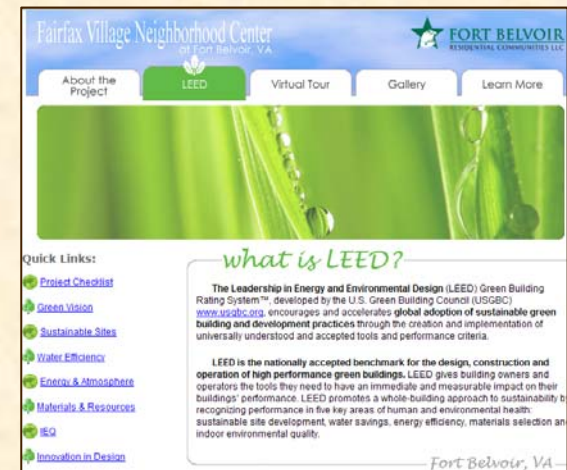 Fairfax Village Neighborhood Center
at Fort Belvoir, VA
FORT BELVOIR
RESIDENTIAL COMMUNITIES LLC
About the
Project
LEED
Virtual Tour
Gallery
Learn More
Quick Links:
Project Checklist
Green Vision
Sustainable Sites
Water Efficiency
Energy & Atmosphere
Materials & Resources
IEQ
Innovation in Design
what is LEED?
The Leadership in Energy and Environmental Design (LEED) Green Building
Rating System™, developed by the U.S. Green Building Council (USGBC)
www.usgbc.org, encourages and accelerates global adoption of sustainable green
building and development practices through the creation and implementation of
universally understood and accepted tools and performance criteria.
LEED is the nationally accepted benchmark for the design, construction and
operation of high performance green buildings. LEED gives building owners and
operators the tools they need to have an immediate and measurable impact on their
buildings' performance. LEED promotes a whole-building approach to sustainability by
recognizing performance in five key areas of human and environmental health:
sustainable site development, water savings, energy efficiency, materials selection and
indoor environmental quality.
Fort Belvoir, VA